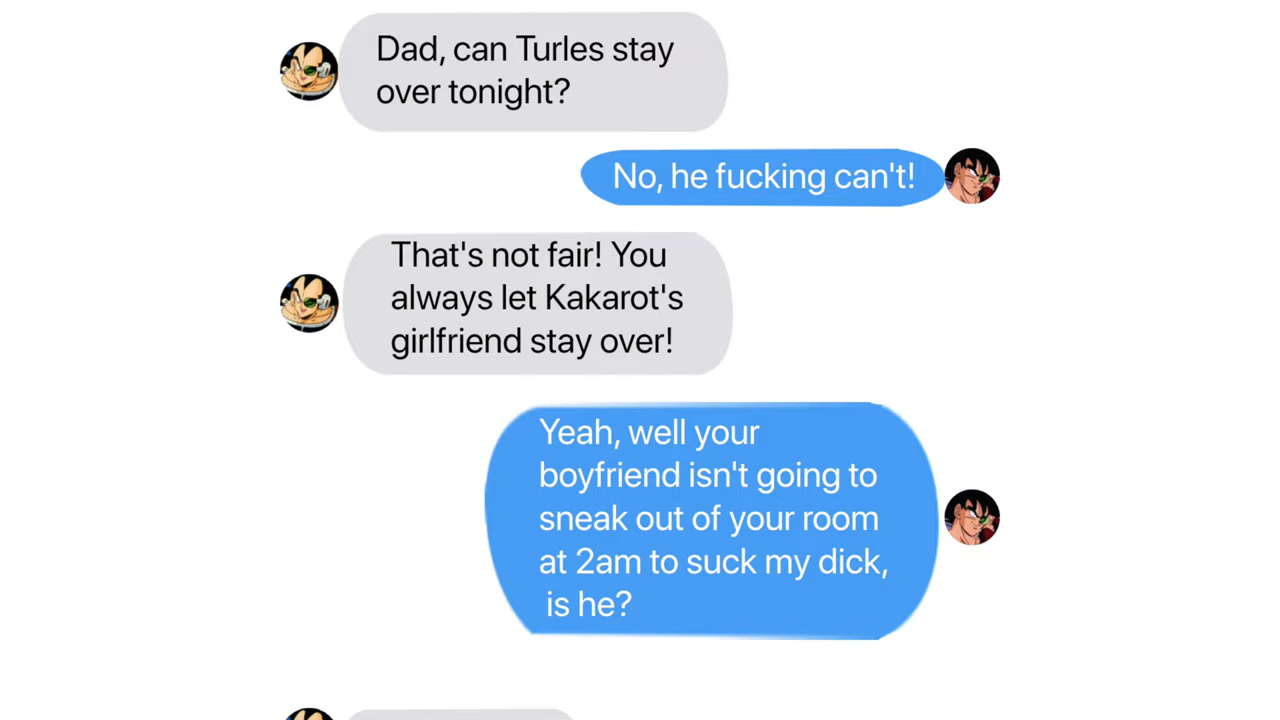 Dad, can Turles stay
over tonight?
No, he fucking can't!
That's not fair! You
always let Kakarot's
girlfriend stay over!
Yeah, well your
boyfriend isn't going to
sneak out of your room
at 2am to suck my dick,
is he?